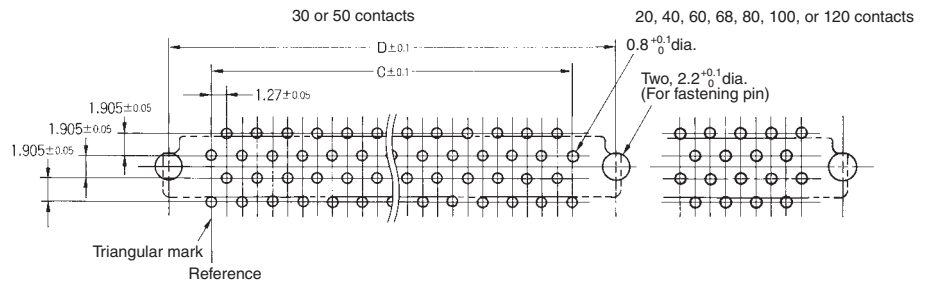 30 or 50 contacts
20, 40, 60, 68, 80, 100, or 120 contacts
D±0.1
0.8 +0.1 0 dia.
C±0.1
Two, 2.2 +0.1 0 dia.
(For fastening pin)
1.27±0.05
1.905±0.05
1.905±0.05
1.905±0.05
Triangular mark
Reference